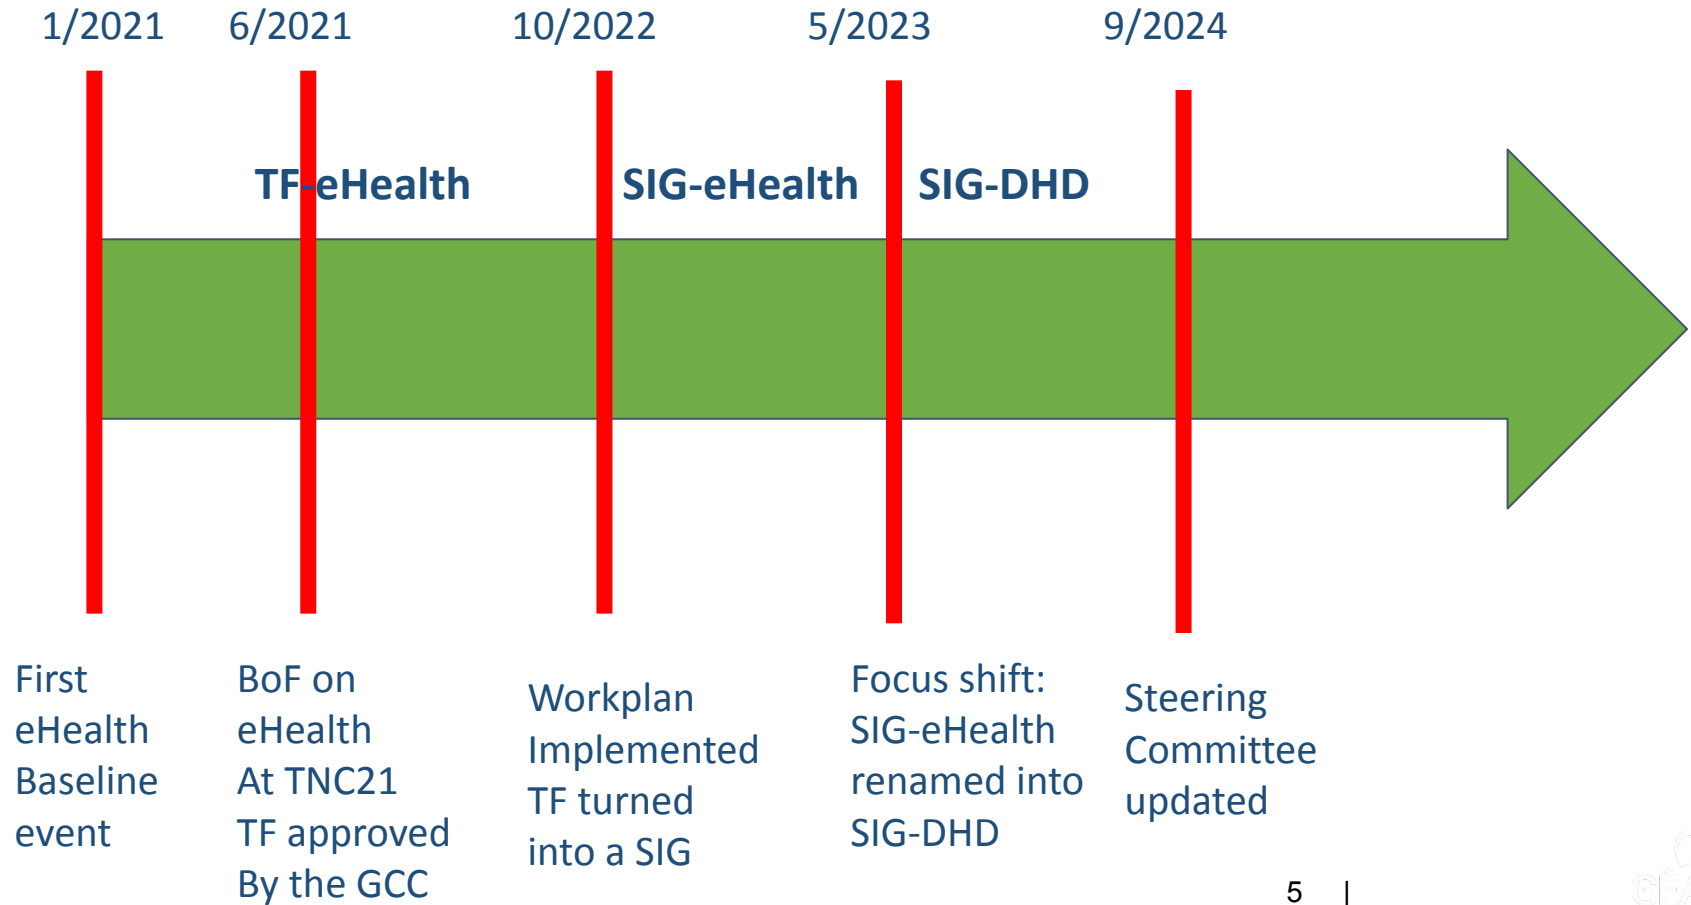 1/2021
6/2021
10/2022
5/2023
9/2024
TF-eHealth
SIG-eHealth
SIG-DHD
First
eHealth
Baseline
event
BoF on
eHealth
At TNC21
TF approved
By the GCC
Workplan
Implemented
TF turned
into a SIG
Focus shift:
SIG-eHealth
renamed into
SIG-DHD
Steering
Committee
updated
5 |